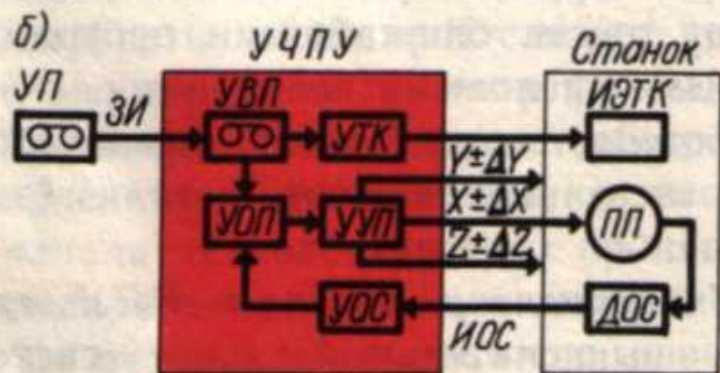 б)
УЧПУ
Станок
УП
ЗИ
УВП
ИЭТК
УТК
Y±ΔY
X±ΔX
Z±ΔZ
УОП
УУП
ПП
УОС
ИОС
ДОС